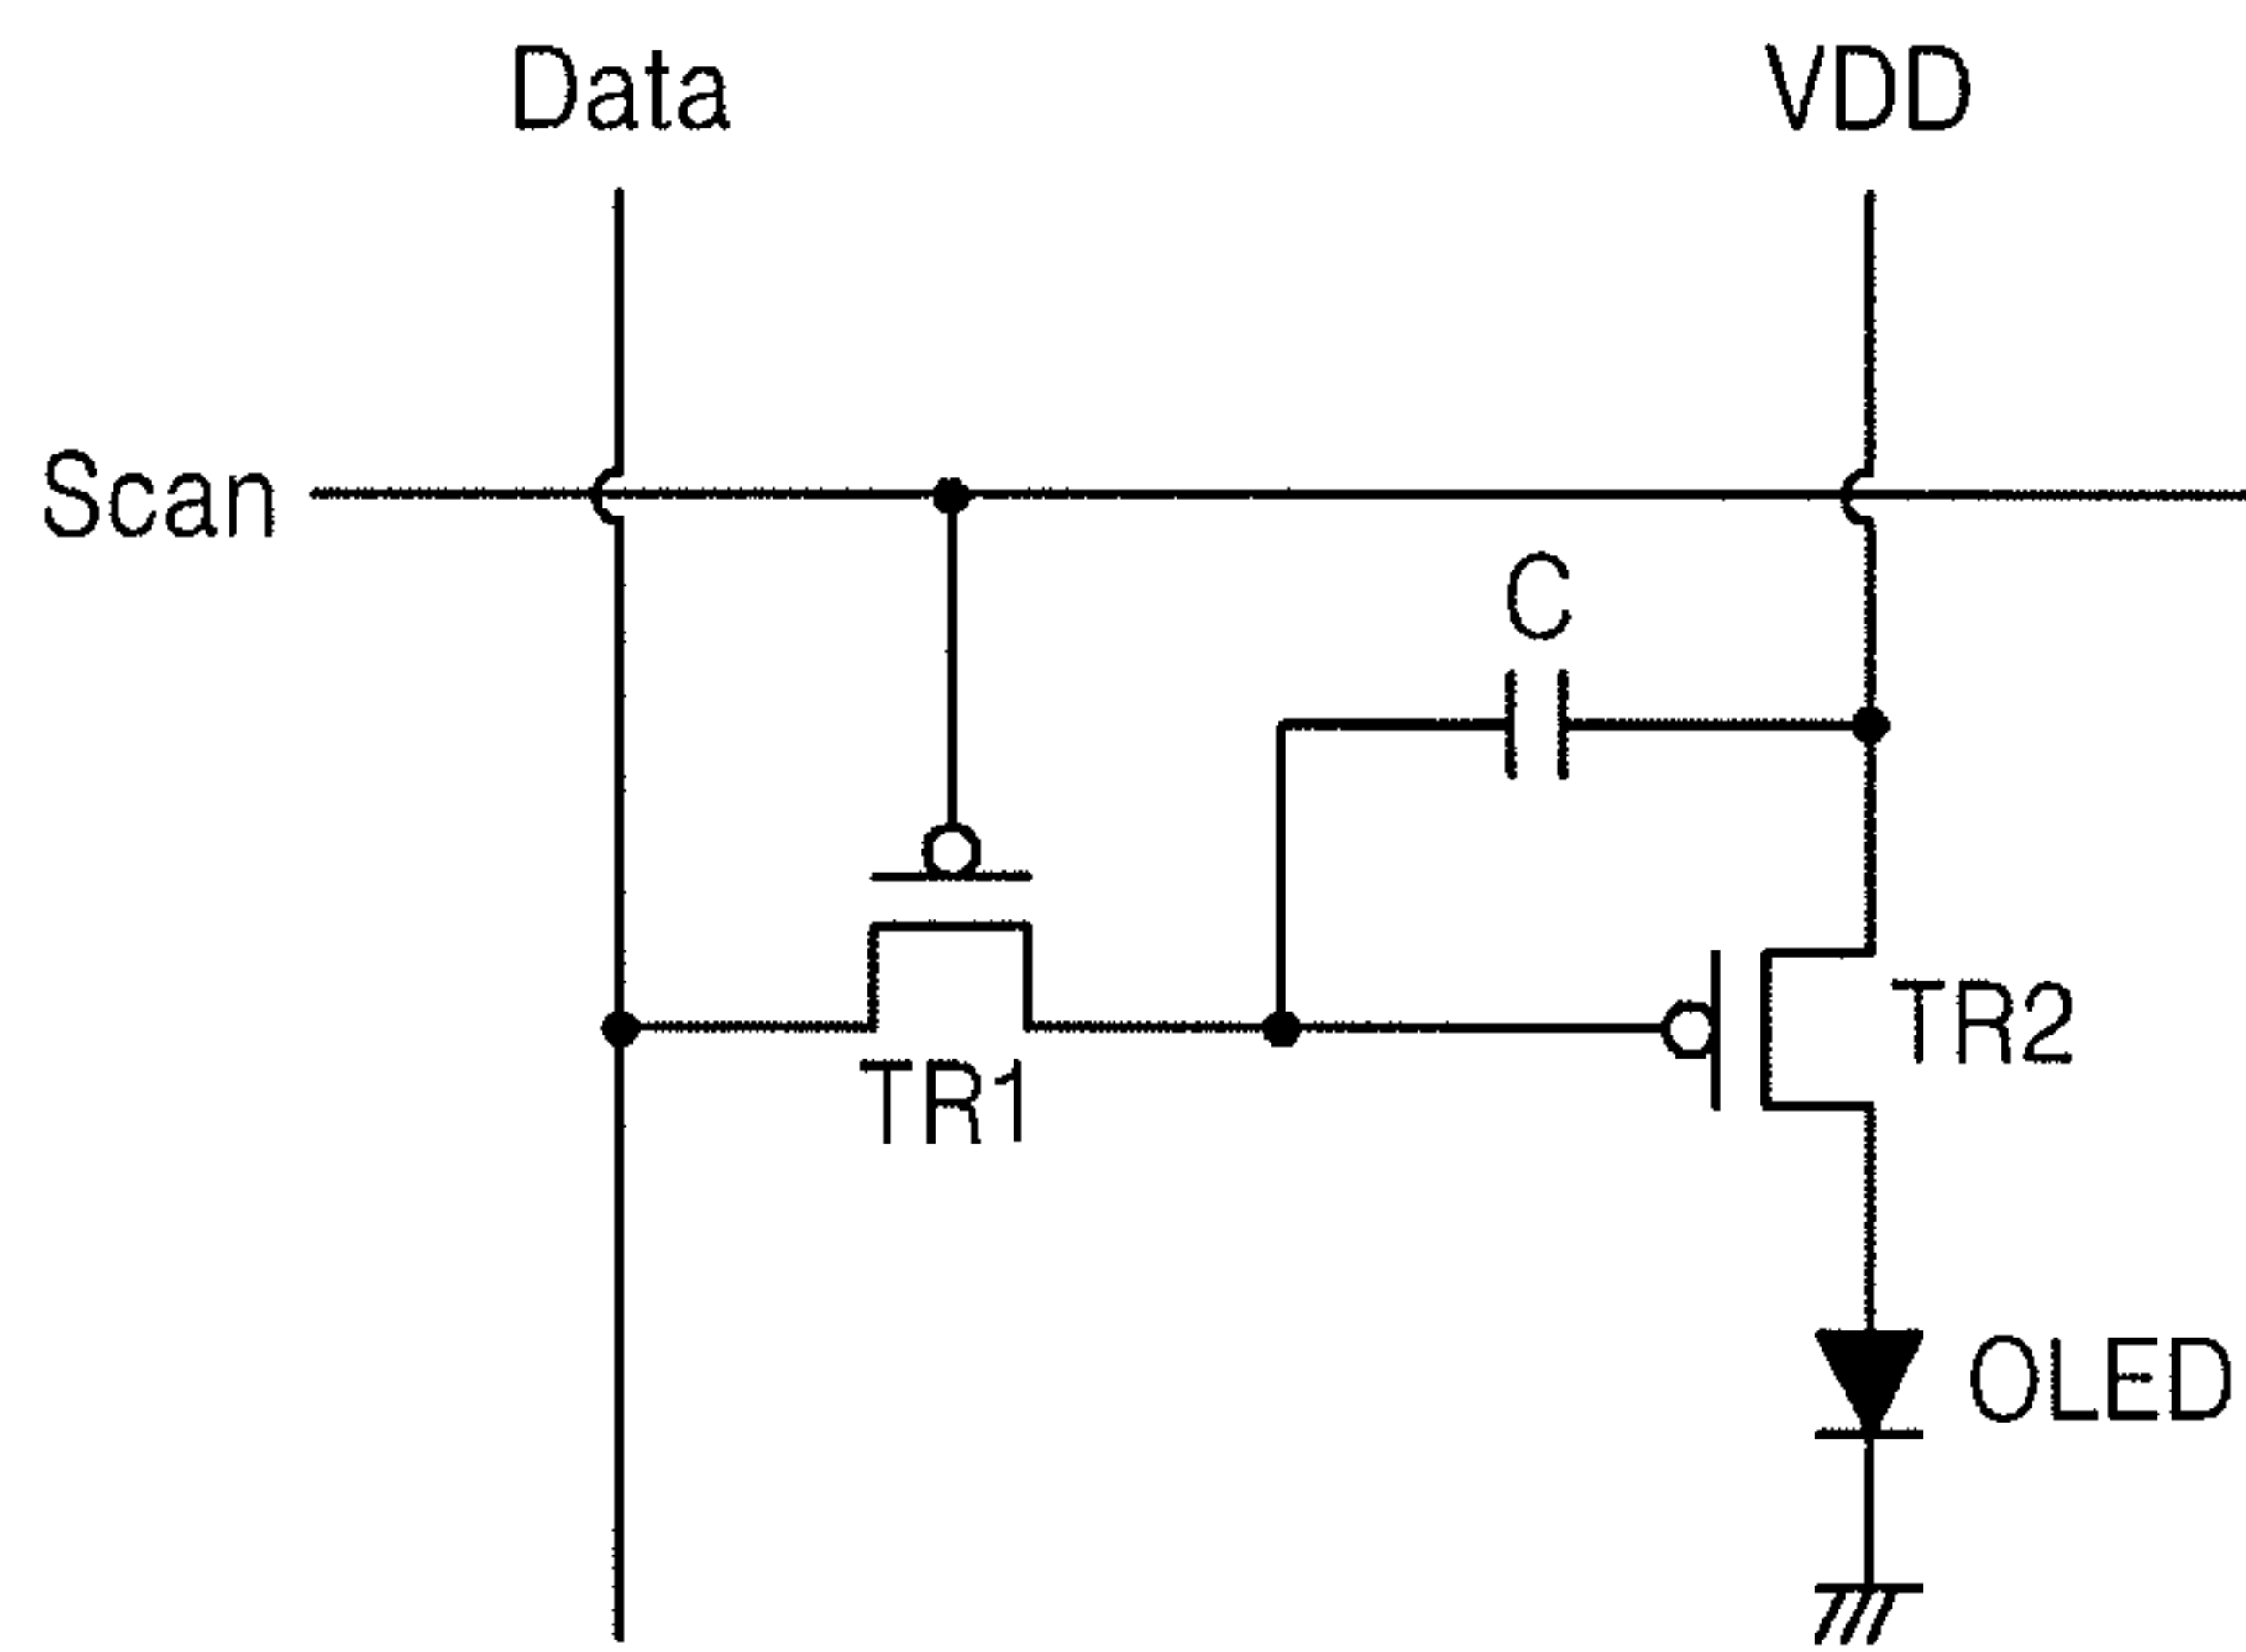 Data
VDD
Scan
C
TR2
TR1
OLED